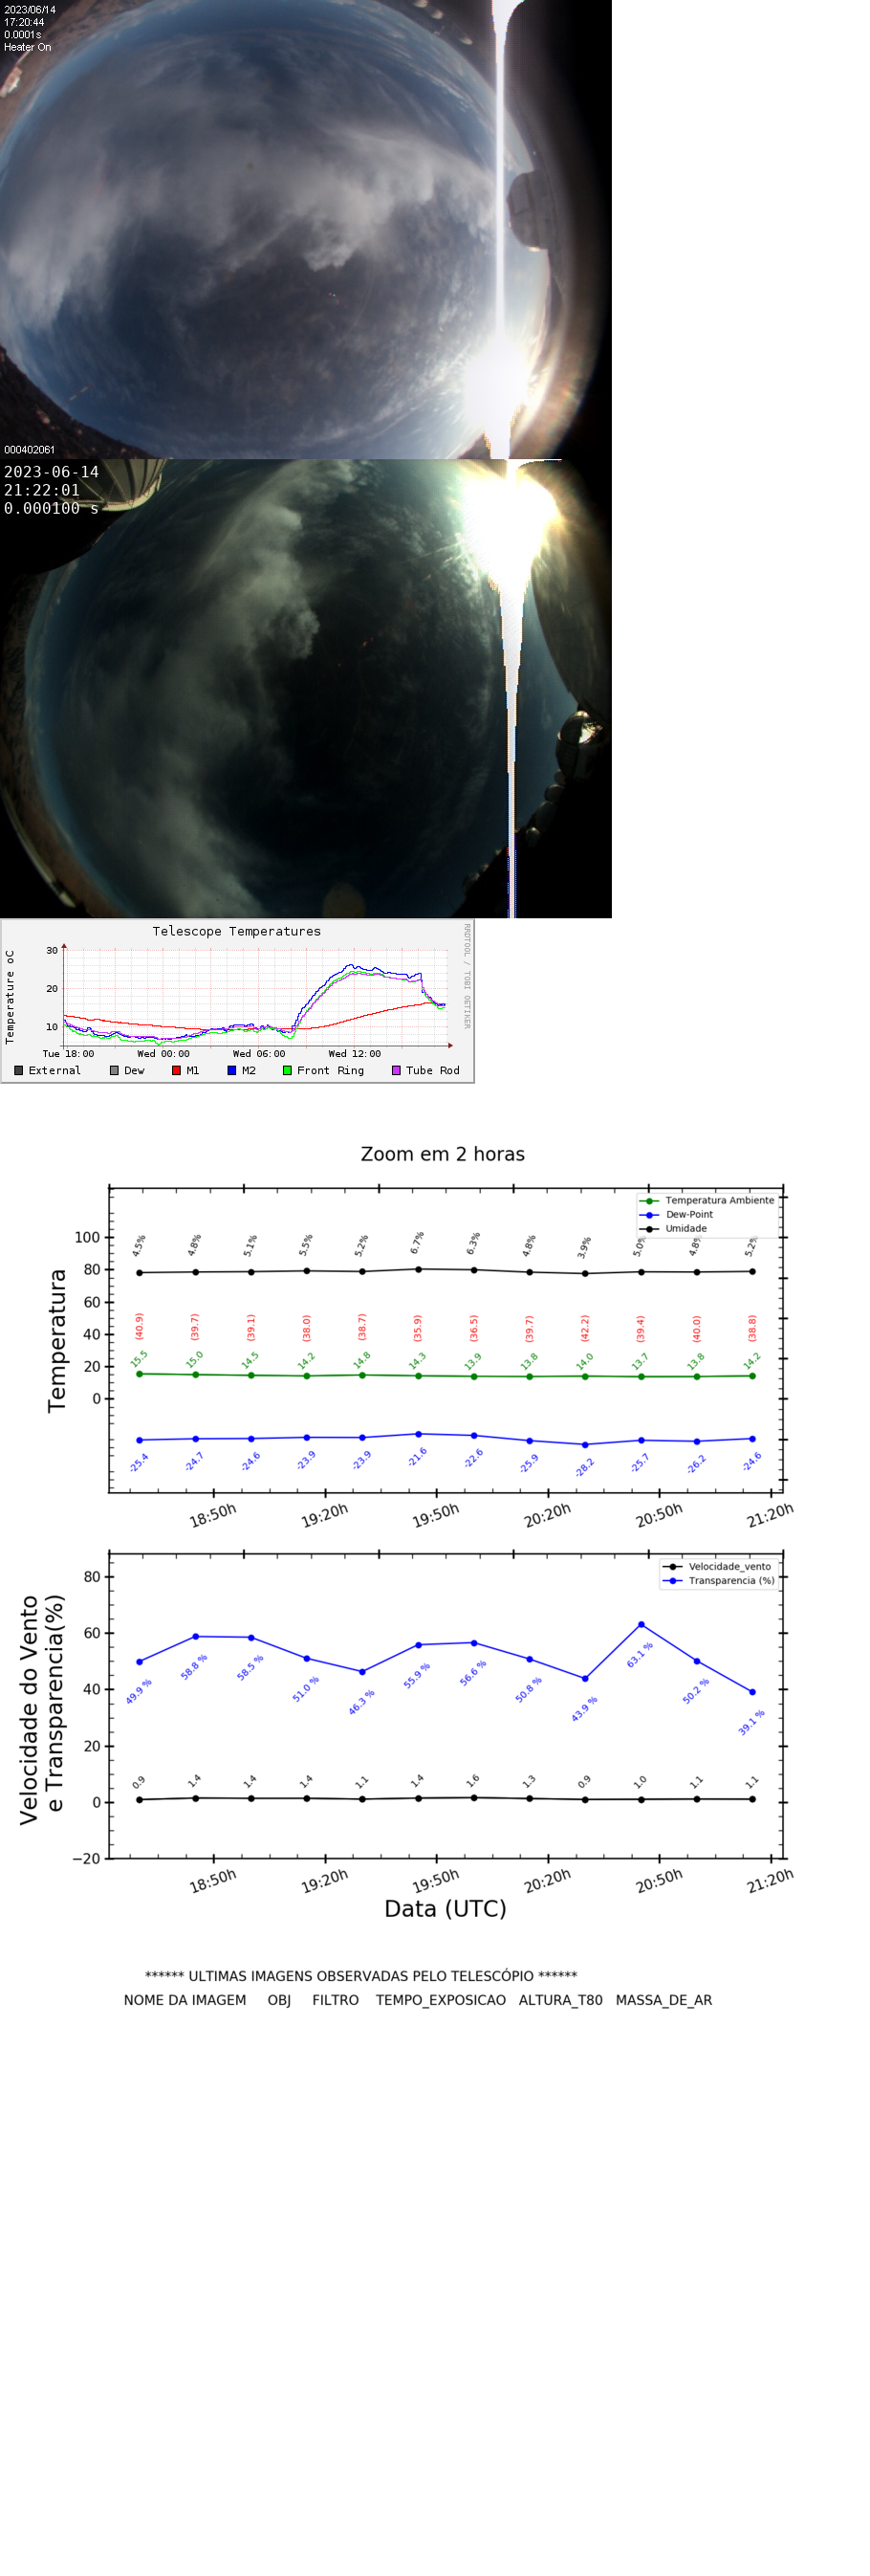 2023/06/14
17:20:44
0.0001s
Heater On
000402061
2023-06-14
21:22:01
0.000100 s
Telescope Temperatures
RRDTOOL / TOBI OETIKER
Temperature oC
30
20
10
Tue 18:00 Wed 00:00 Wed 06:00 Wed 12:00
External Dew M1 M2 Front Ring Tube Rod
Zoom em 2 horas
Temperatura Ambiente
Dew-Point
Umidade
Temperatura
100
80
60
40
20
0
4.5% 4.8% 5.1% 5.5% 5.2% 6.7% 6.3% 4.8% 3.9% 5.0% 4.8% 5.2%
(40.9) (39.7) (39.1) (38.0) (38.7) (35.9) (36.5) (39.7) (42.2) (39.4) (40.0) (38.8)
15.5 15.0 14.5 14.2 14.8 14.3 13.9 13.8 14.0 13.7 13.8 14.2
-25.4 -24.7 -24.6 -23.9 -23.9 -21.6 -22.6 -25.9 -28.2 -25.7 -26.2 -24.6
18:50h 19:20h 19:50h 20:20h 20:50h 21:20h
Velocidade_vento
Transparencia (%)
Velocidade do Vento
e Transparencia(%)
80
60
40
20
0
−20
49.9 % 58.8 % 58.5 % 51.0 % 46.3 % 55.9 % 56.6 % 50.8 % 43.9 % 63.1 % 50.2 % 39.1 %
0.9 1.4 1.4 1.4 1.1 1.4 1.6 1.3 0.9 1.0 1.1 1.1
18:50h 19:20h 19:50h 20:20h 20:50h 21:20h
Data (UTC)
****** ULTIMAS IMAGENS OBSERVADAS PELO TELESCÓPIO ******
NOME DA IMAGEM OBJ FILTRO TEMPO_EXPOSICAO ALTURA_T80 MASSA_DE_AR